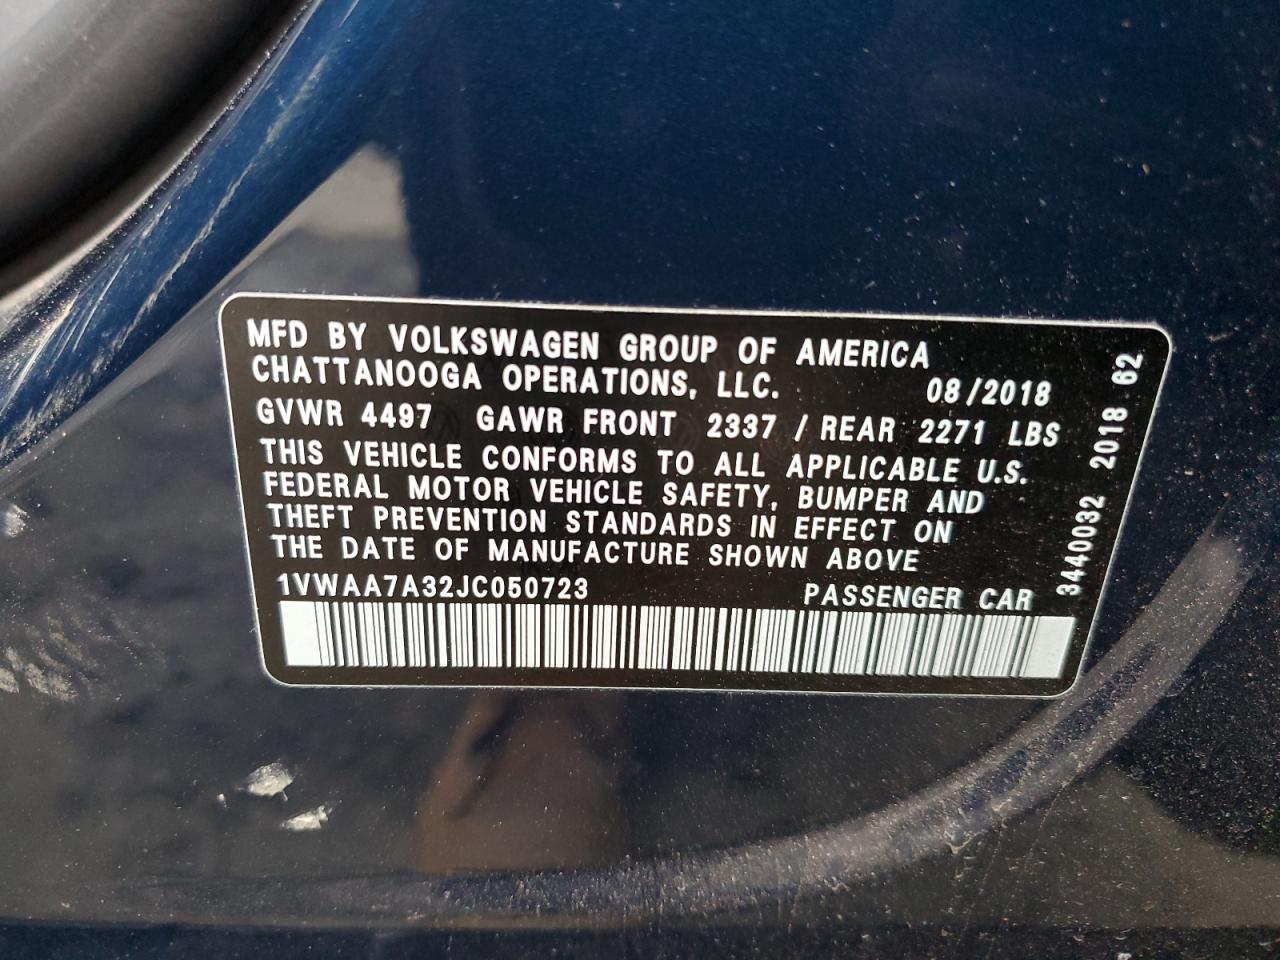 MFD BY VOLKSWAGEN GROUP OF AMERICA
CHATTANOOGA OPERATIONS, LLC. 08/2018
GVWR 4497 GAWR FRONT 2337 / REAR 2271 LBS
THIS VEHICLE CONFORMS TO ALL APPLICABLE U.S.
FEDERAL MOTOR VEHICLE SAFETY, BUMPER AND
THEFT PREVENTION STANDARDS IN EFFECT ON
THE DATE OF MANUFACTURE SHOWN ABOVE
1VWAA7A32JC050723 PASSENGER CAR
3440032 2018 62